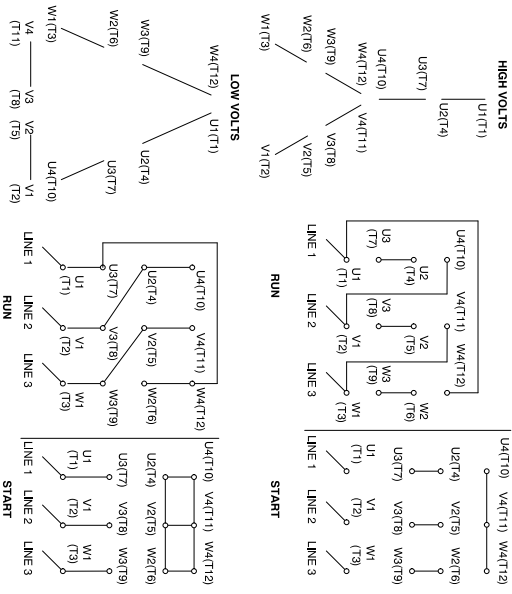 HIGH VOLTS
U1(T1)
U2(T4)
U3(T7)
U4(T10)
W4(T12) V4(T11)
W3(T9) V3(T8)
W2(T6) V2(T5)
W1(T3) V1(T2)
U4(T10) V4(T11) W4(T12)
U2 V2 W2
(T4) (T5) (T6)
U3 V3 W3
(T7) (T8) (T9)
U1 V1 W1
(T1) (T2) (T3)
LINE 1 LINE 2 LINE 3
RUN
U4(T10) V4(T11) W4(T12)
U2(T4) V2(T5) W2(T6)
U3(T7) V3(T8) W3(T9)
U1 V1 W1
(T1) (T2) (T3)
LINE 1 LINE 2 LINE 3
START
LOW VOLTS
W4(T12) U1(T1)
W3(T9) U2(T4)
W2(T6) U3(T7)
W1(T3) U4(T10)
V4 V3 V2 V1
(T11) (T8) (T5) (T2)
U4(T10) V4(T11) W4(T12)
U2(T4) V2(T5) W2(T6)
U3(T7) V3(T8) W3(T9)
U1 V1 W1
(T1) (T2) (T3)
LINE 1 LINE 2 LINE 3
RUN
U4(T10) V4(T11) W4(T12)
U2(T4) V2(T5) W2(T6)
U3(T7) V3(T8) W3(T9)
U1 V1 W1
(T1) (T2) (T3)
LINE 1 LINE 2 LINE 3
START